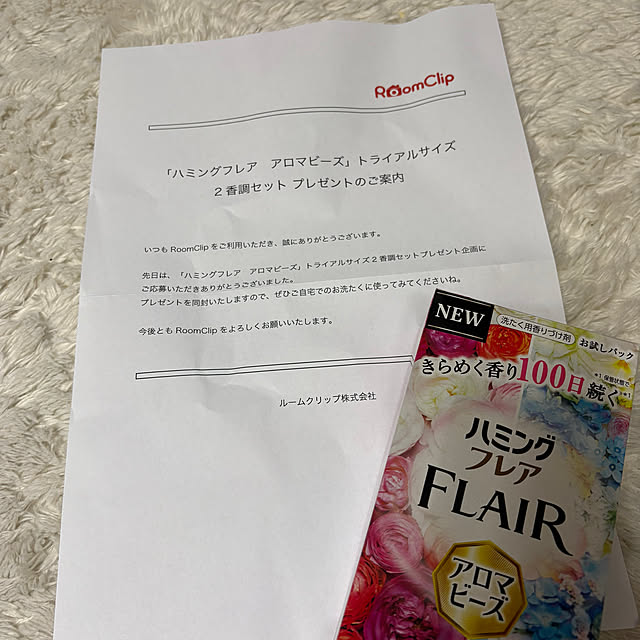 RoomClip
「ハミングフレア アロマビーズ」トライアルサイズ
2香調セット プレゼントのご案内
いつも RoomClip をご利用いただき、誠にありがとうございます。
先日は、「ハミングフレア アロマビーズ」トライアルサイズ2香調セットプレゼント企画に
ご応募いただきありがとうございました。
プレゼントを同封いたしますので、ぜひご自宅でのお洗たくに使ってみてくださいね。
今後とも RoomClip をよろしくお願いいたします。
ルームクリップ株式会社
NEW
洗たく用香りづけ剤 お試しパック
きらめく香り100日続く*1
*1 保管状態で
ハミング
フレア
FLAIR
アロマ
ビーズ